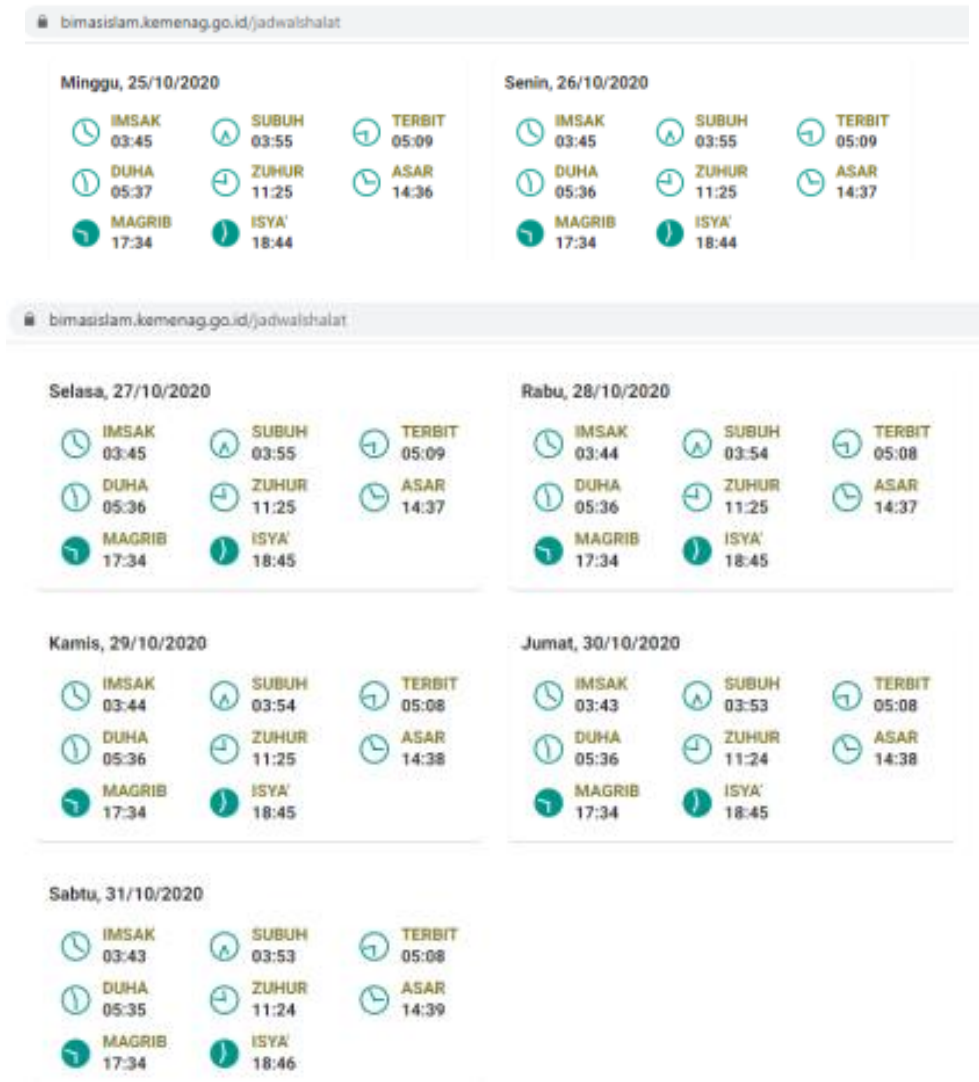 bimasislam.kemenag.go.id/jadwalshalat
Minggu, 25/10/2020
IMSAK 03:45
SUBUH 03:55
TERBIT 05:09
DUHA 05:37
ZUHUR 11:25
ASAR 14:36
MAGRIB 17:34
ISYA' 18:44
Senin, 26/10/2020
IMSAK 03:45
SUBUH 03:55
TERBIT 05:09
DUHA 05:36
ZUHUR 11:25
ASAR 14:37
MAGRIB 17:34
ISYA' 18:44
bimasislam.kemenag.go.id/jadwalshalat
Selasa, 27/10/2020
IMSAK 03:45
SUBUH 03:55
TERBIT 05:09
DUHA 05:36
ZUHUR 11:25
ASAR 14:37
MAGRIB 17:34
ISYA' 18:45
Rabu, 28/10/2020
IMSAK 03:44
SUBUH 03:54
TERBIT 05:08
DUHA 05:36
ZUHUR 11:25
ASAR 14:37
MAGRIB 17:34
ISYA' 18:45
Kamis, 29/10/2020
IMSAK 03:44
SUBUH 03:54
TERBIT 05:08
DUHA 05:36
ZUHUR 11:25
ASAR 14:38
MAGRIB 17:34
ISYA' 18:45
Jumat, 30/10/2020
IMSAK 03:43
SUBUH 03:53
TERBIT 05:08
DUHA 05:36
ZUHUR 11:24
ASAR 14:38
MAGRIB 17:34
ISYA' 18:45
Sabtu, 31/10/2020
IMSAK 03:43
SUBUH 03:53
TERBIT 05:08
DUHA 05:35
ZUHUR 11:24
ASAR 14:39
MAGRIB 17:34
ISYA' 18:46